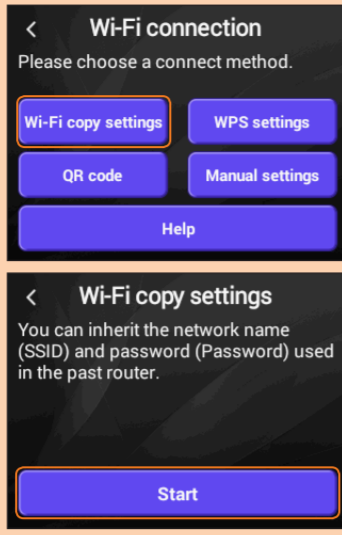 Wi-Fi connection
Please choose a connect method.
Wi-Fi copy settings
WPS settings
QR code
Manual settings
Help
Wi-Fi copy settings
You can inherit the network name
(SSID) and password (Password) used
in the past router.
Start